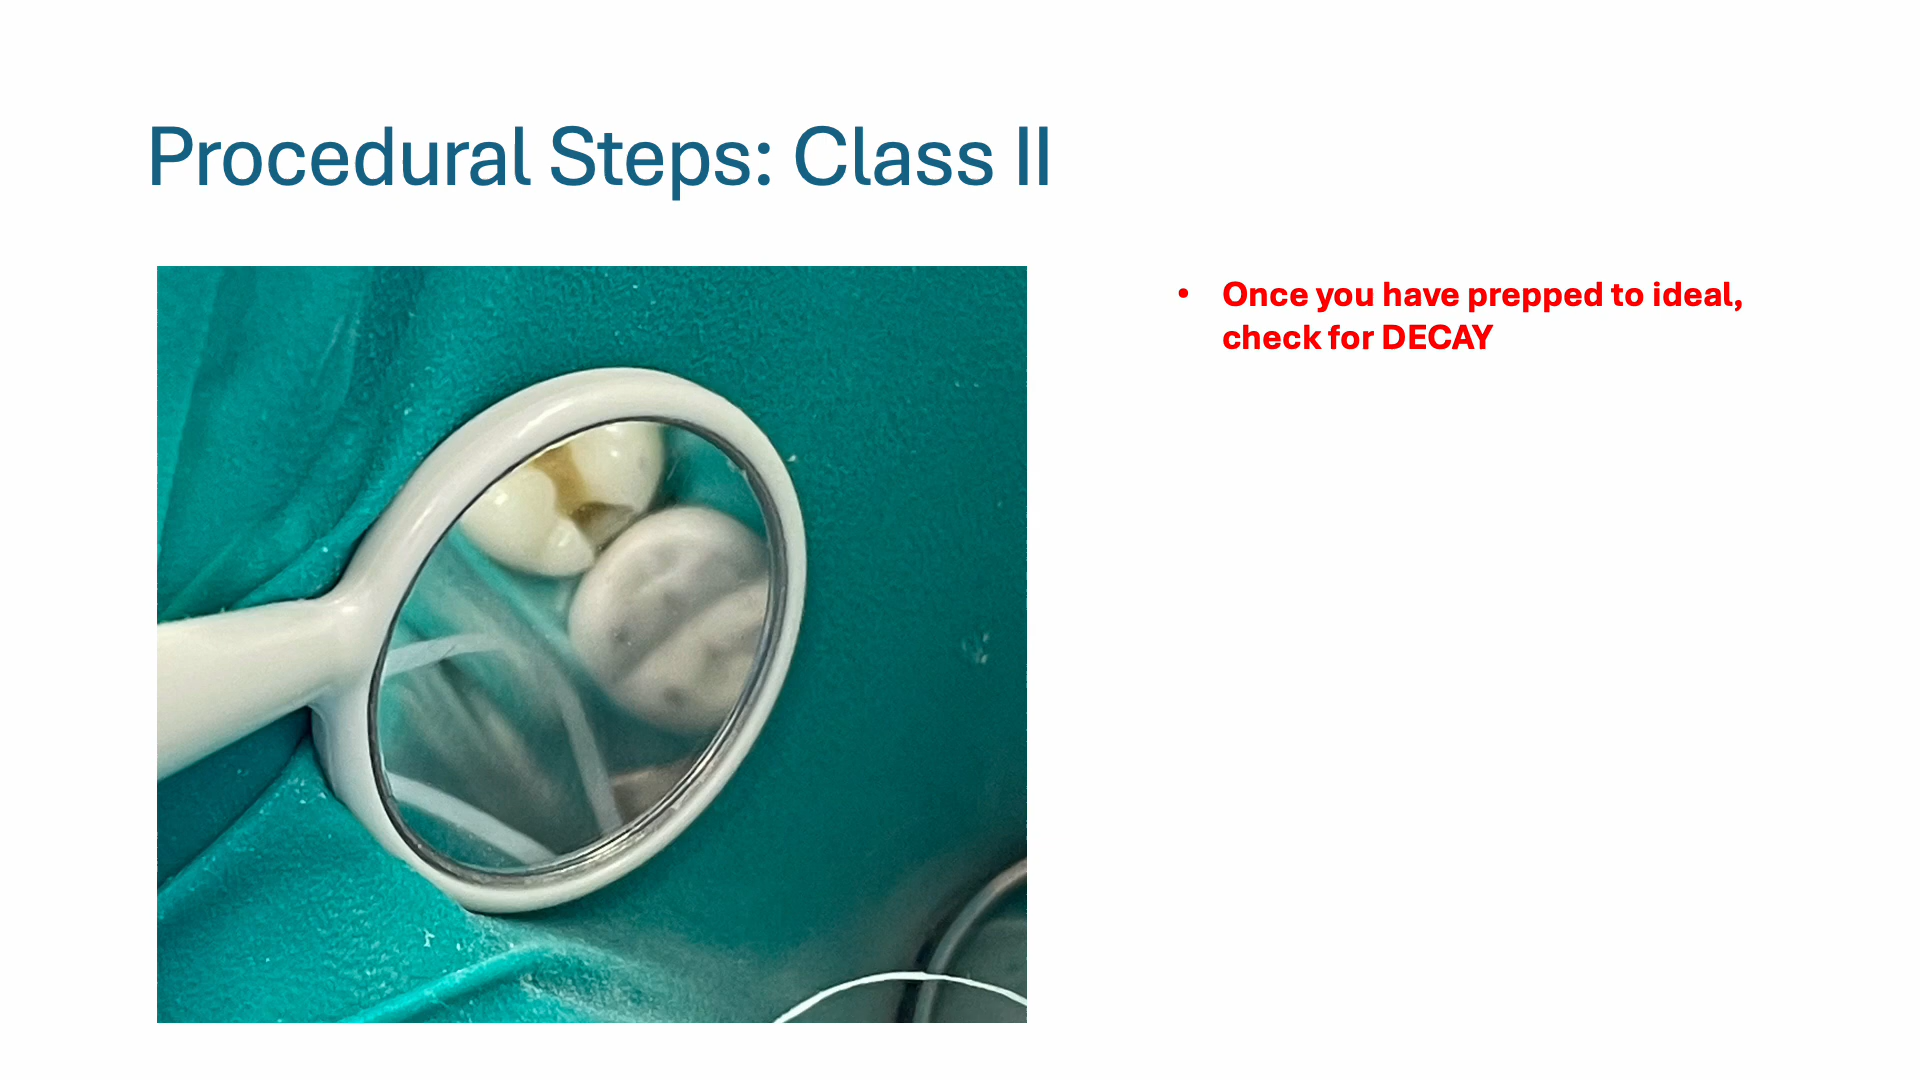 Procedural Steps: Class II
• Once you have prepped to ideal,
check for DECAY